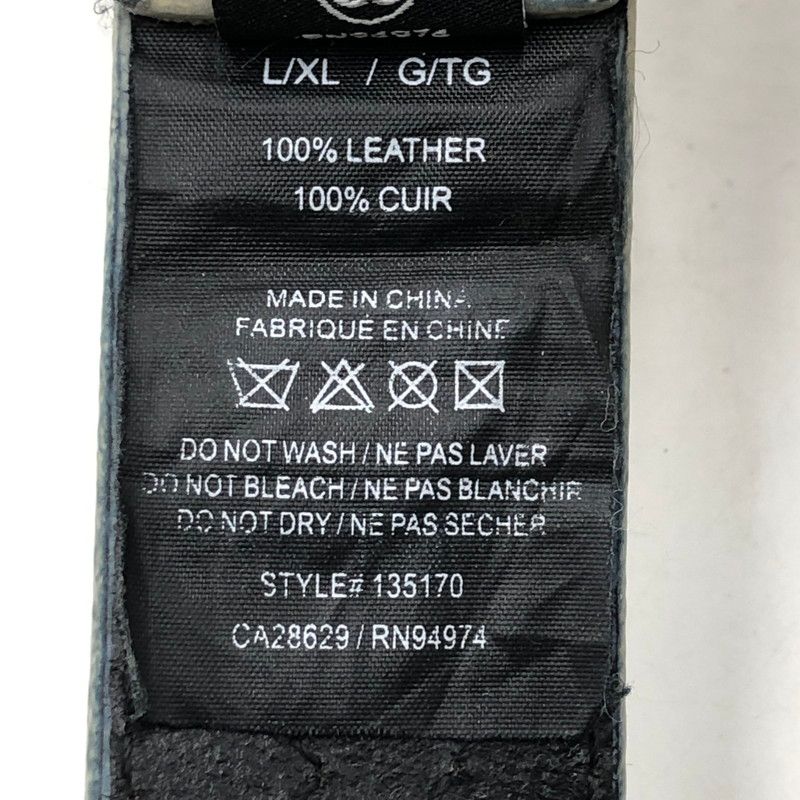 RN94974
L/XL / G/TG
100% LEATHER
100% CUIR
MADE IN CHINA
FABRIQUÉ EN CHINE
DO NOT WASH / NE PAS LAVER
DO NOT BLEACH / NE PAS BLANCHIR
DO NOT DRY / NE PAS SECHER
STYLE# 135170
CA28629 / RN94974